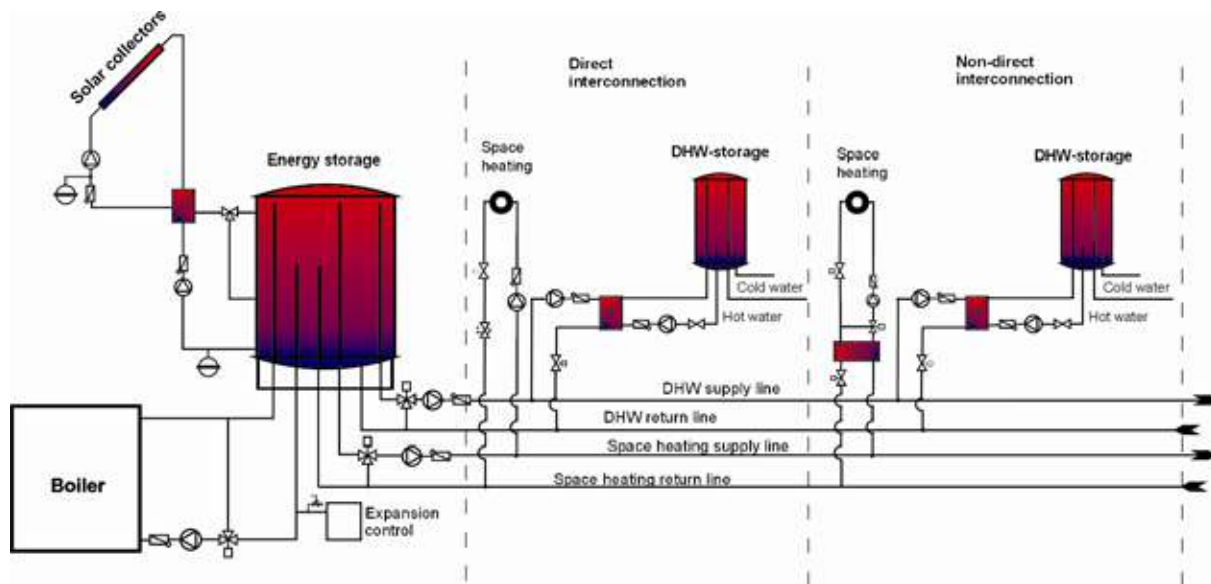 Solar collectors
Energy storage
Boiler
Expansion
control
Direct
interconnection
Space
heating
DHW-storage
Cold water
Hot water
Non-direct
interconnection
Space
heating
DHW-storage
Cold water
Hot water
DHW supply line
DHW return line
Space heating supply line
Space heating return line